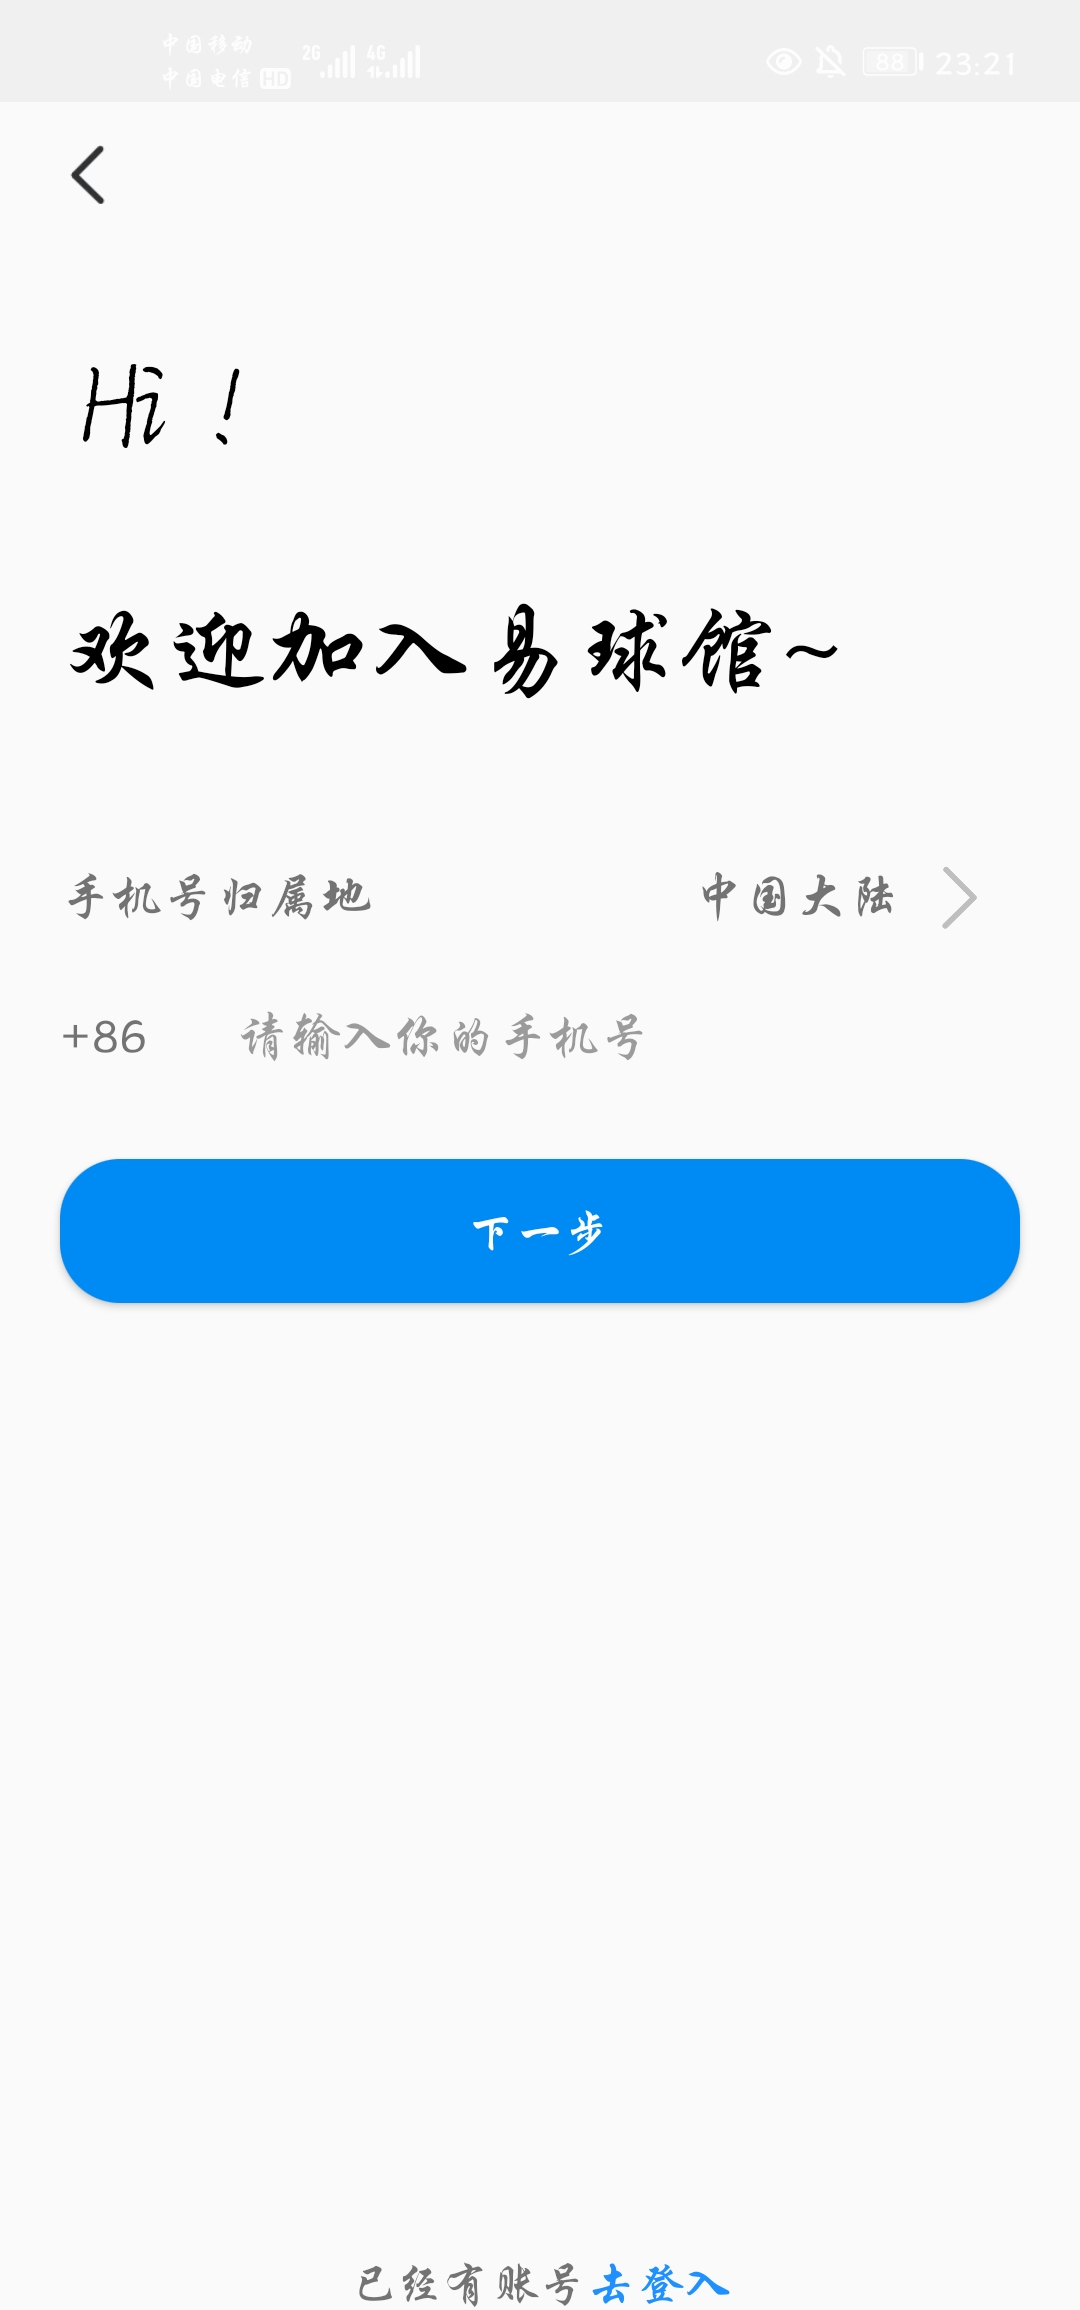 中国移动 2G 4G 88 23:21
中国电信 HD
Hi！
欢迎加入易球馆~
手机号归属地 中国大陆
+86 请输入你的手机号
下一步
已经有账号去登入